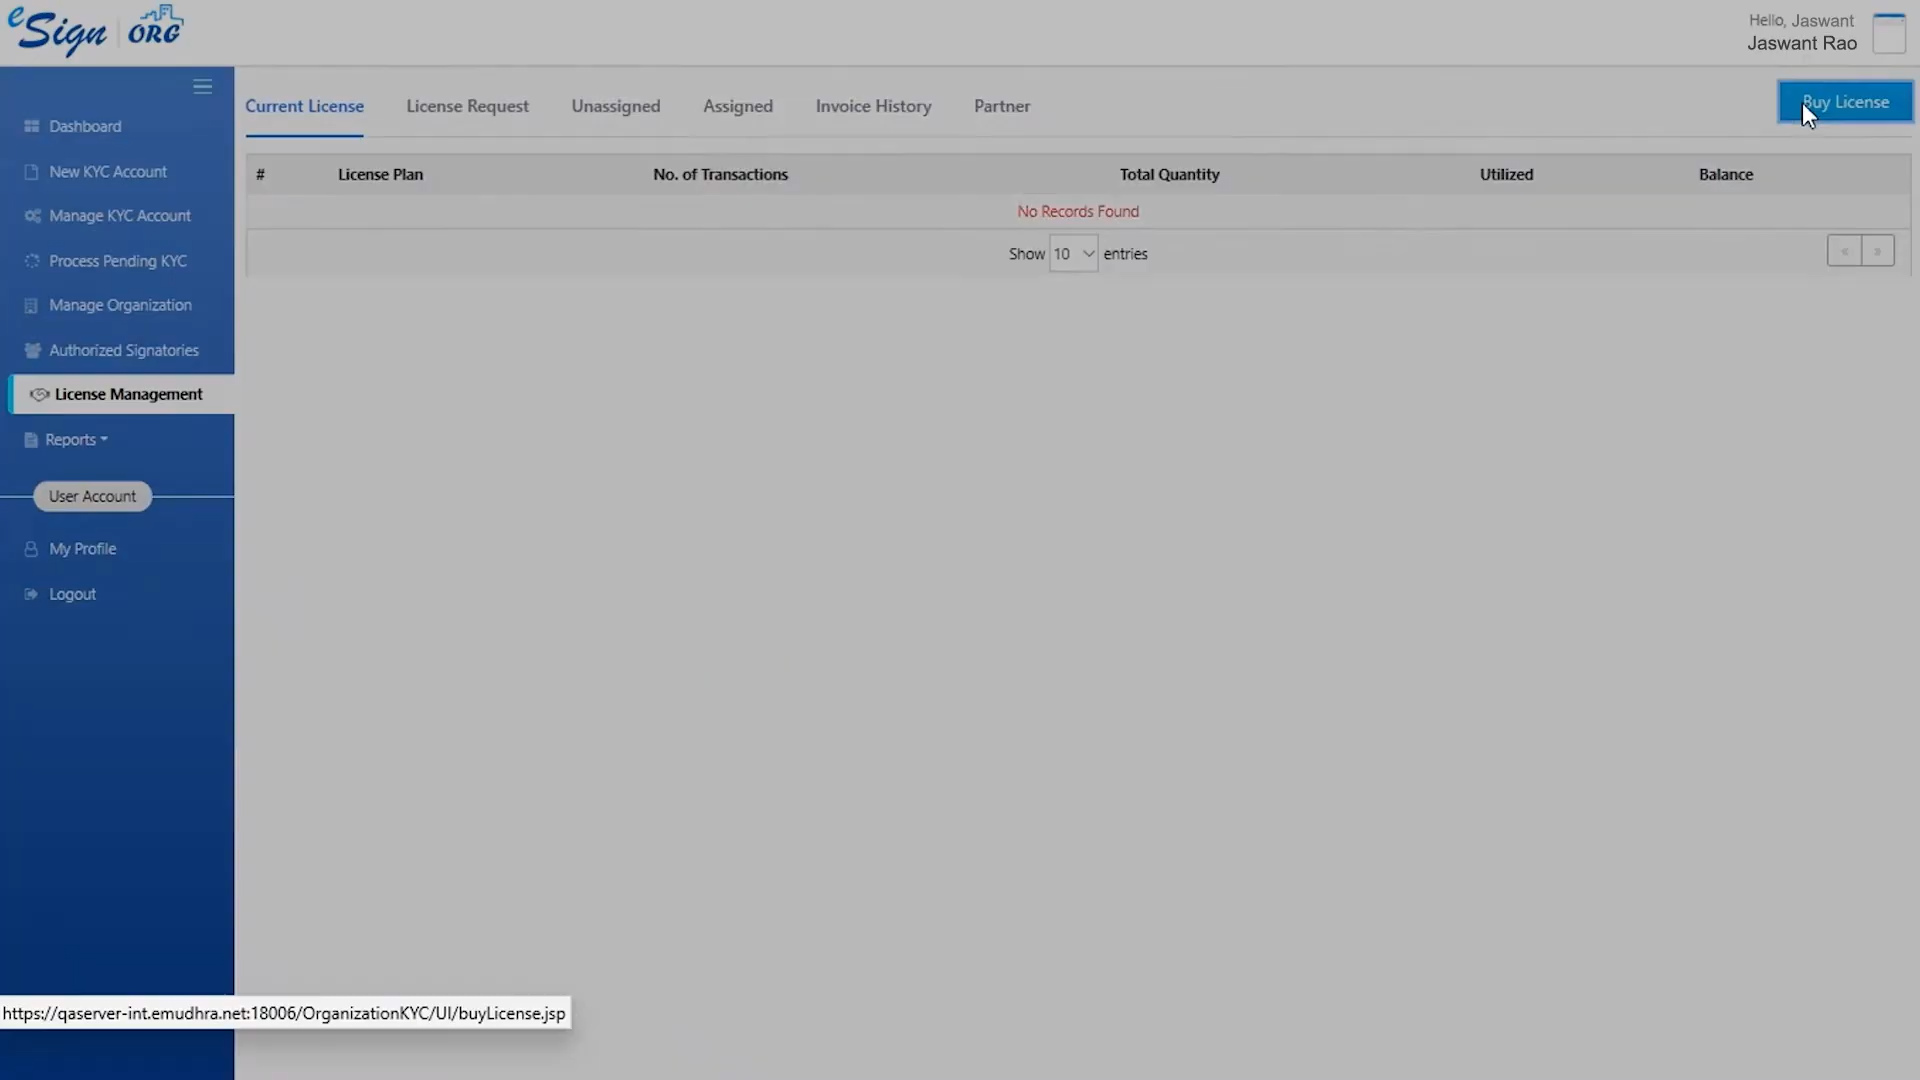 eSign ORG
Hello, Jaswant
Jaswant Rao
Dashboard
New KYC Account
Manage KYC Account
Process Pending KYC
Manage Organization
Authorized Signatories
License Management
Reports
User Account
My Profile
Logout
Current License License Request Unassigned Assigned Invoice History Partner
Buy License
# License Plan No. of Transactions Total Quantity Utilized Balance
No Records Found
Show 10 entries
« »
https://qaserver-int.emudhra.net:18006/OrganizationKYC/UI/buyLicense.jsp